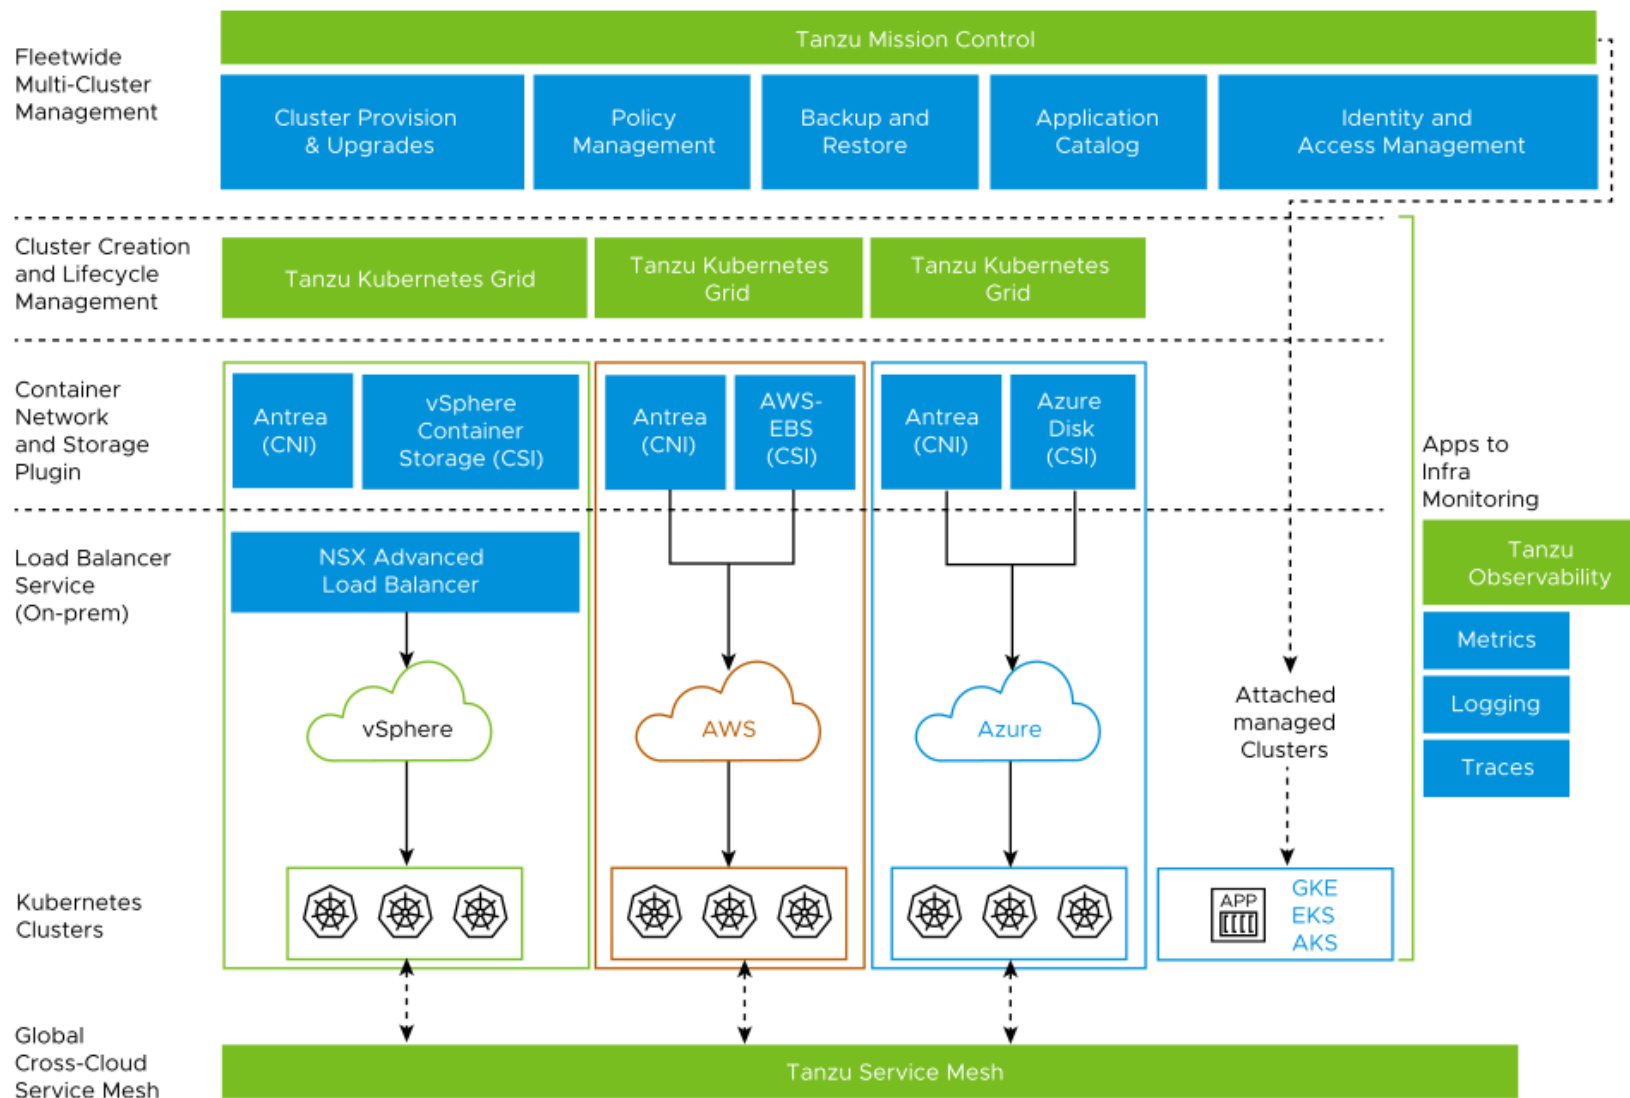 Tanzu Mission Control
Fleetwide
Multi-Cluster
Management
Cluster Provision
& Upgrades
Policy
Management
Backup and
Restore
Application
Catalog
Identity and
Access Management
Cluster Creation
and Lifecycle
Management
Tanzu Kubernetes Grid
Tanzu Kubernetes
Grid
Tanzu Kubernetes
Grid
Container
Network
and Storage
Plugin
Antrea
(CNI)
vSphere
Container
Storage (CSI)
Antrea
(CNI)
AWS-
EBS
(CSI)
Antrea
(CNI)
Azure
Disk
(CSI)
Apps to
Infra
Monitoring
Tanzu
Observability
Metrics
Logging
Traces
Load Balancer
Service
(On-prem)
NSX Advanced
Load Balancer
vSphere
AWS
Azure
Attached
managed
Clusters
Kubernetes
Clusters
APP
GKE
EKS
AKS
Global
Cross-Cloud
Service Mesh
Tanzu Service Mesh